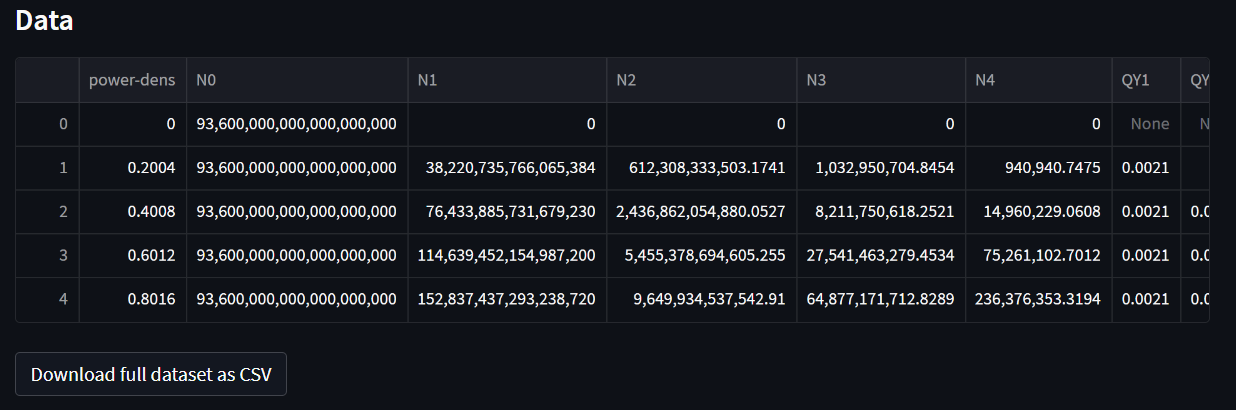 Data
power-dens N0 N1 N2 N3 N4 QY1 QY
0 0 93,600,000,000,000,000,000 0 0 0 0 None N
1 0.2004 93,600,000,000,000,000,000 38,220,735,766,065,384 612,308,333,503.1741 1,032,950,704.8454 940,940.7475 0.0021
2 0.4008 93,600,000,000,000,000,000 76,433,885,731,679,230 2,436,862,054,880.0527 8,211,750,618.2521 14,960,229.0608 0.0021 0.0
3 0.6012 93,600,000,000,000,000,000 114,639,452,154,987,200 5,455,378,694,605.255 27,541,463,279.4534 75,261,102.7012 0.0021 0.0
4 0.8016 93,600,000,000,000,000,000 152,837,437,293,238,720 9,649,934,537,542.91 64,877,171,712.8289 236,376,353.3194 0.0021 0.0
Download full dataset as CSV